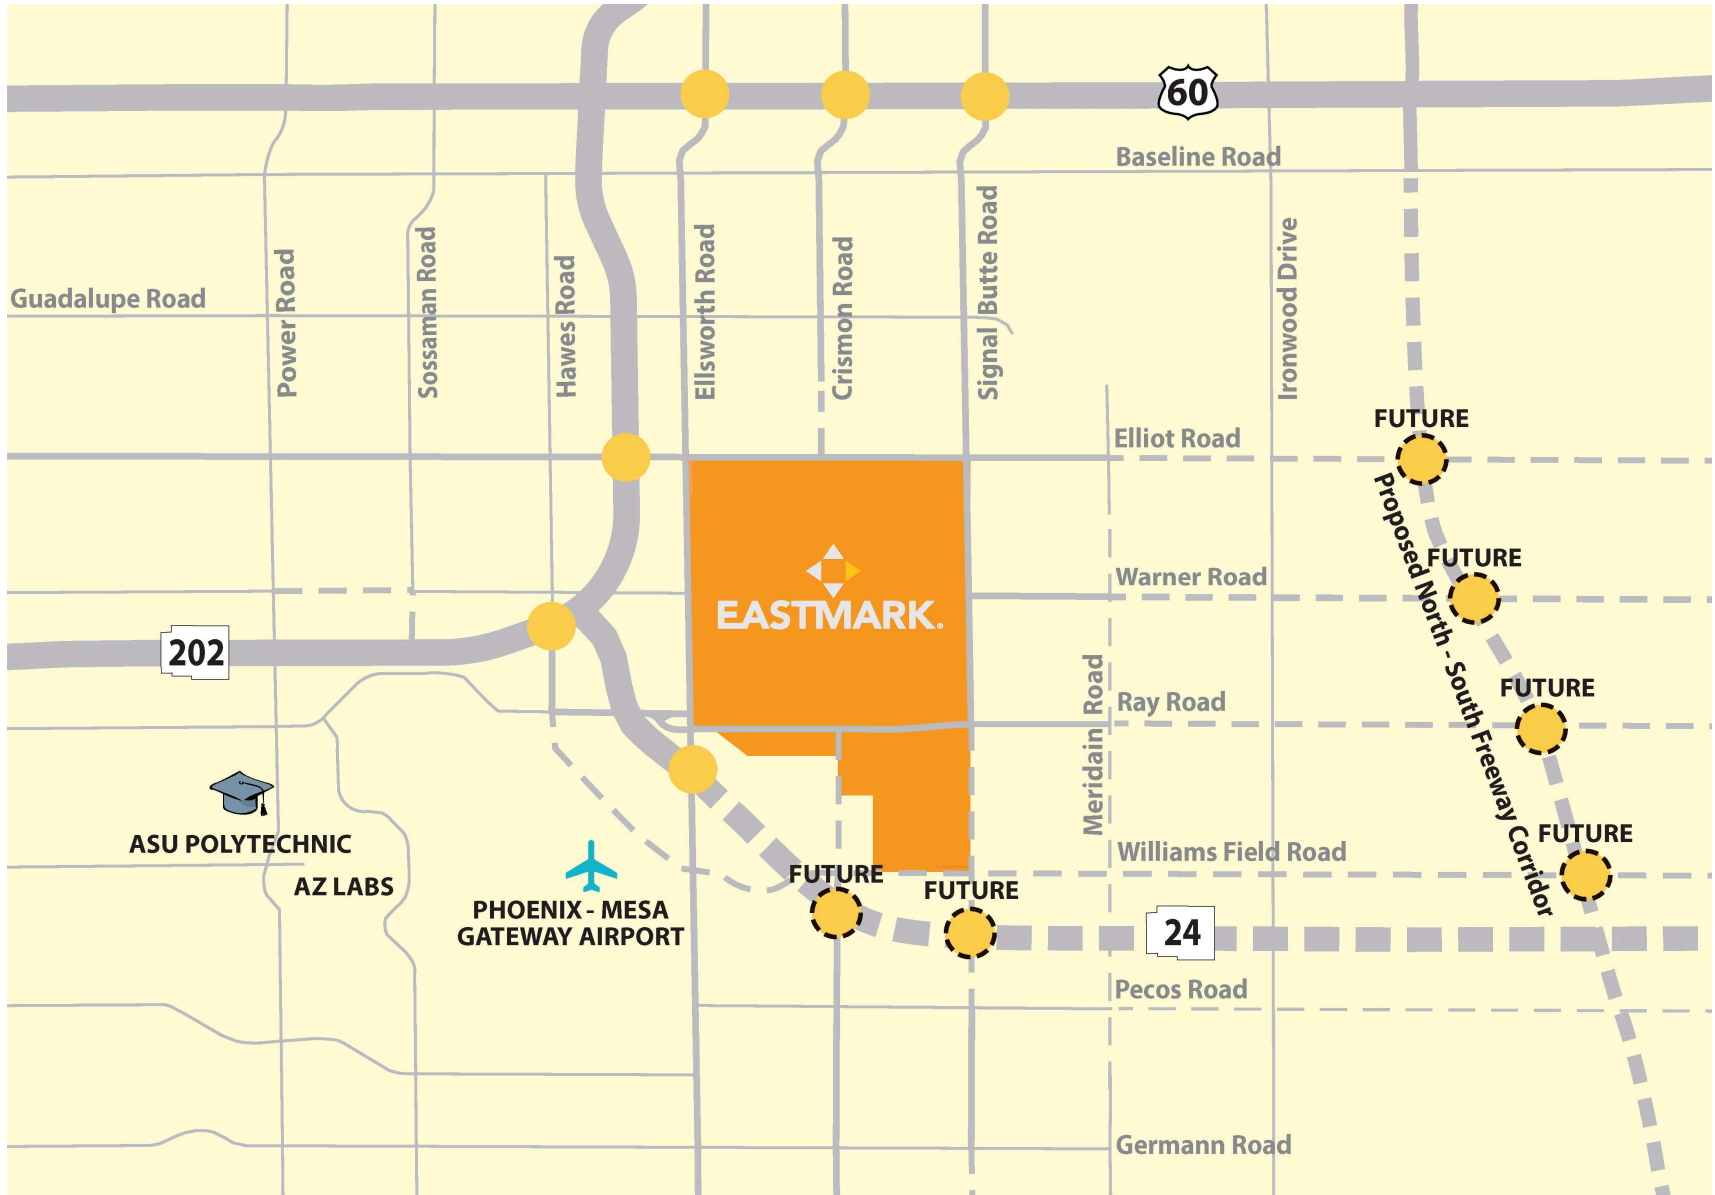 60
Baseline Road
Guadalupe Road
Power Road
Sossaman Road
Hawes Road
Ellsworth Road
Crismon Road
Signal Butte Road
Ironwood Drive
FUTURE
Elliot Road
Proposed North - South Freeway Corridor
FUTURE
Warner Road
EASTMARK.®
202
Meridain Road
Ray Road
FUTURE
ASU POLYTECHNIC
AZ LABS
Williams Field Road
FUTURE
FUTURE
FUTURE
PHOENIX - MESA
GATEWAY AIRPORT
24
Pecos Road
Germann Road